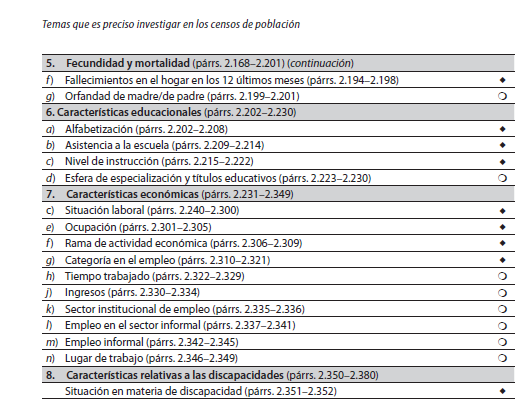 Temas que es preciso investigar en los censos de población
5. Fecundidad y mortalidad (párrs. 2.168–2.201) (continuación)
f) Fallecimientos en el hogar en los 12 últimos meses (párrs. 2.194–2.198) ◆
g) Orfandad de madre/de padre (párrs. 2.199–2.201) ❍
6. Características educacionales (párrs. 2.202–2.230)
a) Alfabetización (párrs. 2.202–2.208) ◆
b) Asistencia a la escuela (párrs. 2.209–2.214) ◆
c) Nivel de instrucción (párrs. 2.215–2.222) ◆
d) Esfera de especialización y títulos educativos (párrs. 2.223–2.230) ❍
7. Características económicas (párrs. 2.231–2.349)
c) Situación laboral (párrs. 2.240–2.300) ◆
e) Ocupación (párrs. 2.301–2.305) ◆
f) Rama de actividad económica (párrs. 2.306–2.309) ◆
g) Categoría en el empleo (párrs. 2.310–2.321) ◆
h) Tiempo trabajado (párrs. 2.322–2.329) ❍
j) Ingresos (párrs. 2.330–2.334) ❍
k) Sector institucional de empleo (párrs. 2.335–2.336) ❍
l) Empleo en el sector informal (párrs. 2.337–2.341) ❍
m) Empleo informal (párrs. 2.342–2.345) ❍
n) Lugar de trabajo (párrs. 2.346–2.349) ❍
8. Características relativas a las discapacidades (párrs. 2.350–2.380)
Situación en materia de discapacidad (párrs. 2.351–2.352) ◆